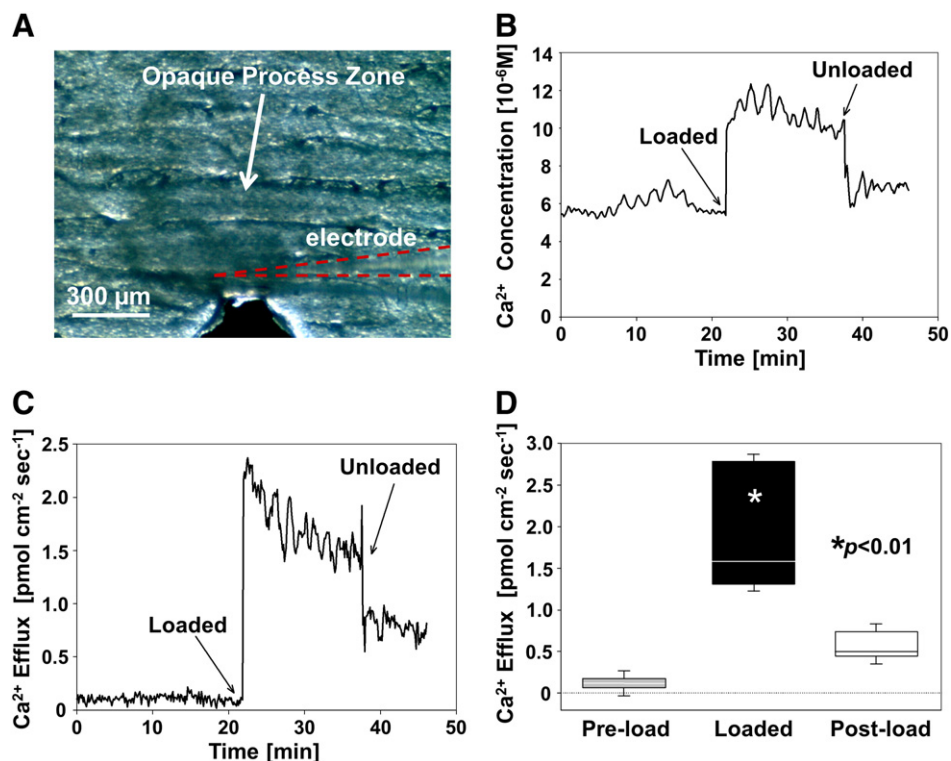 A
Opaque Process Zone
electrode
300 µm
B
Ca²⁺ Concentration [10⁻⁶M]
14
12
10
8
6
4
2
0
Loaded
Unloaded
0 10 20 30 40 50
Time [min]
C
Ca²⁺ Efflux [pmol cm⁻² sec⁻¹]
2.5
2.0
1.5
1.0
0.5
0
Loaded
Unloaded
0 10 20 30 40 50
Time [min]
D
Ca²⁺ Efflux [pmol cm⁻² sec⁻¹]
3.0
2.5
2.0
1.5
1.0
0.5
0
*
*p<0.01
Pre-load Loaded Post-load